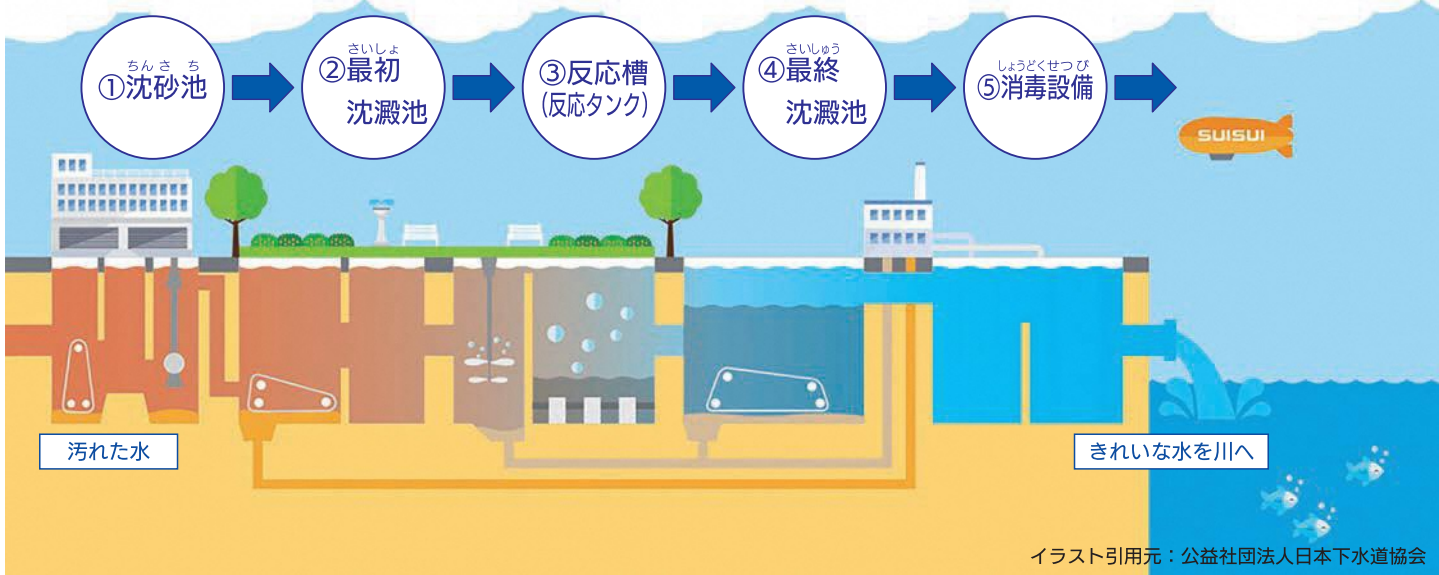 ちんさち
①沈砂池
さいしょ
②最初
沈澱池
③反応槽
(反応タンク)
さいしゅう
④最終
沈澱池
しょうどくせつび
⑤消毒設備
SUISUI
汚れた水
きれいな水を川へ
イラスト引用元：公益社団法人日本下水道協会